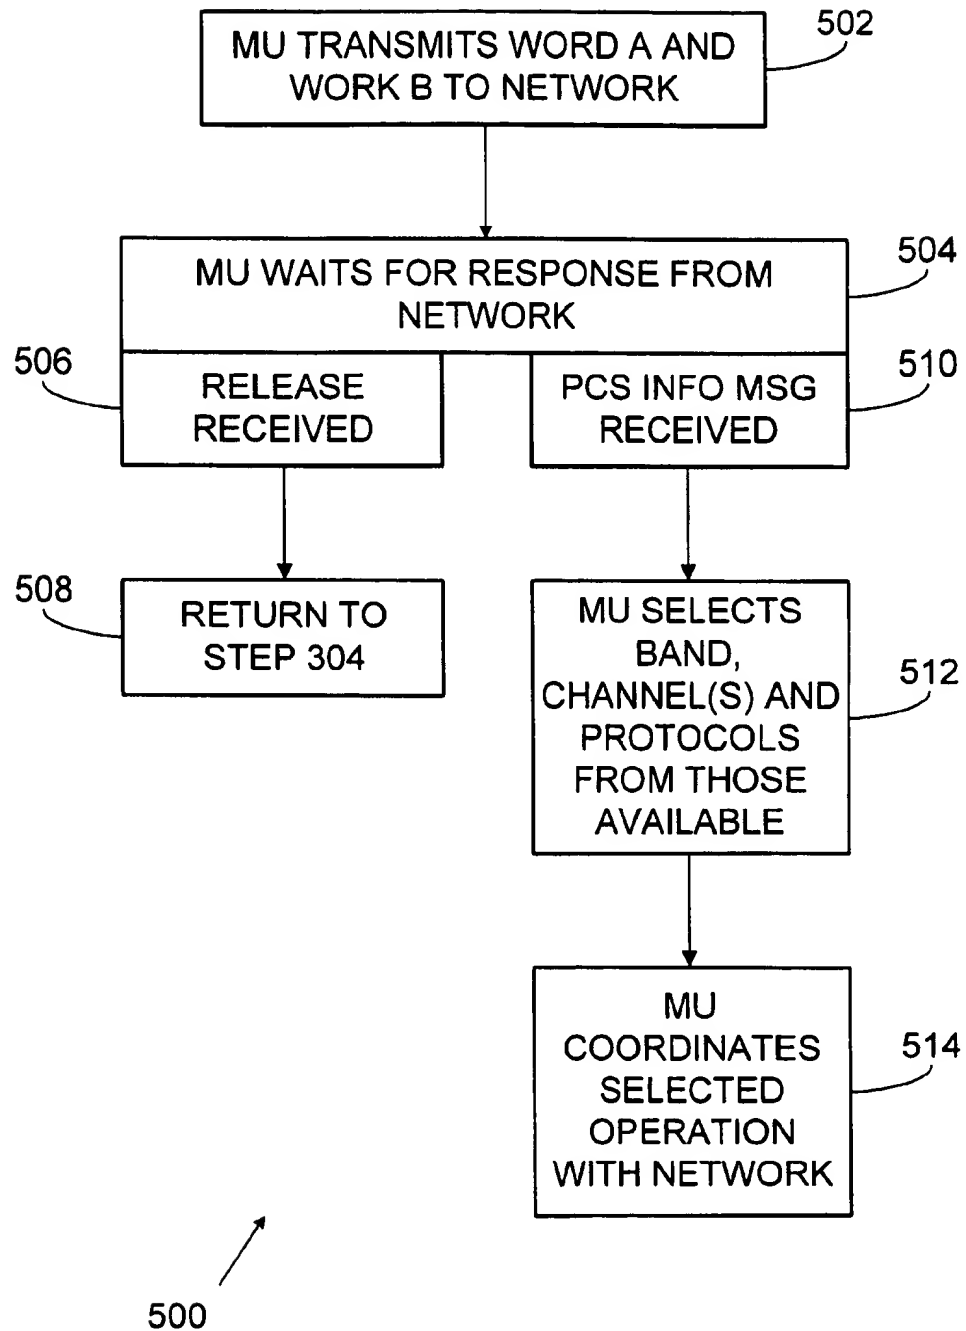 MU TRANSMITS WORD A AND
WORK B TO NETWORK
502
MU WAITS FOR RESPONSE FROM
NETWORK
504
506
RELEASE
RECEIVED
PCS INFO MSG
RECEIVED
510
508
RETURN TO
STEP 304
MU SELECTS
BAND,
CHANNEL(S) AND
PROTOCOLS
FROM THOSE
AVAILABLE
512
MU
COORDINATES
SELECTED
OPERATION
WITH NETWORK
514
500